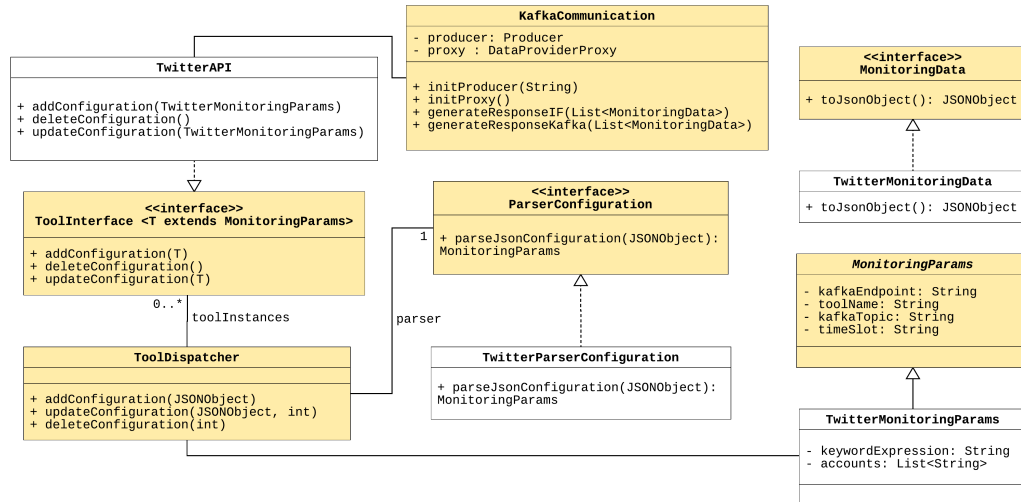 KafkaCommunication
- producer: Producer
- proxy : DataProviderProxy
+ initProducer(String)
+ initProxy()
+ generateResponseIF(List<MonitoringData>)
+ generateResponseKafka(List<MonitoringData>)
TwitterAPI
+ addConfiguration(TwitterMonitoringParams)
+ deleteConfiguration()
+ updateConfiguration(TwitterMonitoringParams)
<<interface>>
MonitoringData
+ toJsonObject(): JSONObject
TwitterMonitoringData
+ toJsonObject(): JSONObject
<<interface>>
ToolInterface <T extends MonitoringParams>
+ addConfiguration(T)
+ deleteConfiguration()
+ updateConfiguration(T)
<<interface>>
ParserConfiguration
+ parseJsonConfiguration(JSONObject):
MonitoringParams
1
0..*
toolInstances
parser
MonitoringParams
- kafkaEndpoint: String
- toolName: String
- kafkaTopic: String
- timeSlot: String
ToolDispatcher
+ addConfiguration(JSONObject)
+ updateConfiguration(JSONObject, int)
+ deleteConfiguration(int)
TwitterParserConfiguration
+ parseJsonConfiguration(JSONObject):
MonitoringParams
TwitterMonitoringParams
- keywordExpression: String
- accounts: List<String>